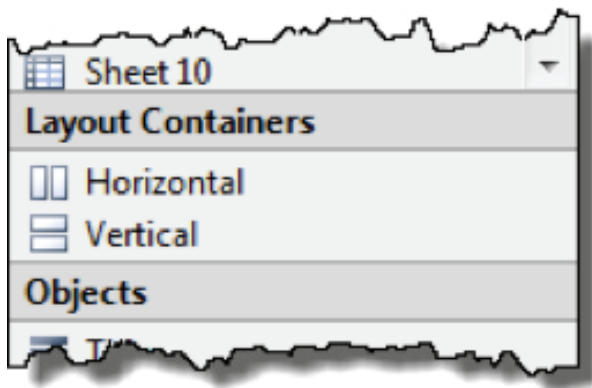 Sheet 10
Layout Containers
Horizontal
Vertical
Objects